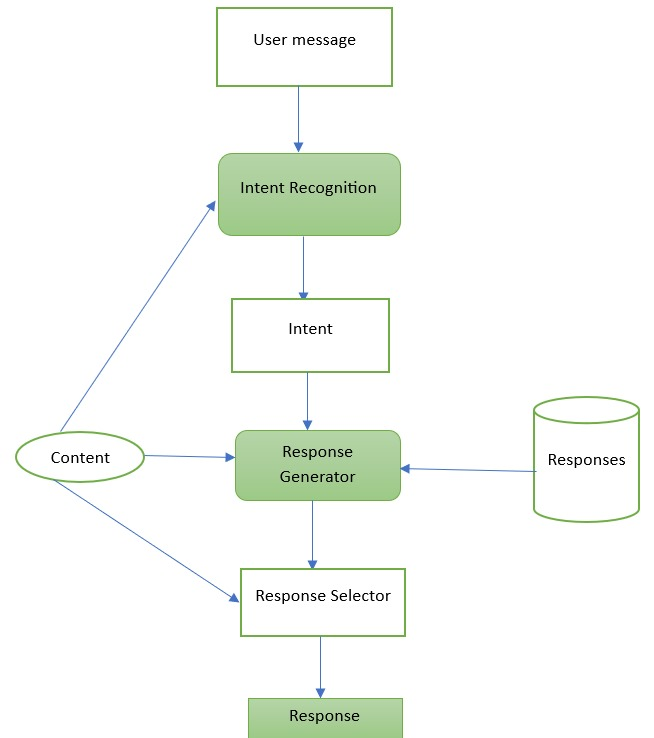 User message
Intent Recognition
Intent
Response
Generator
Content
Responses
Response Selector
Response